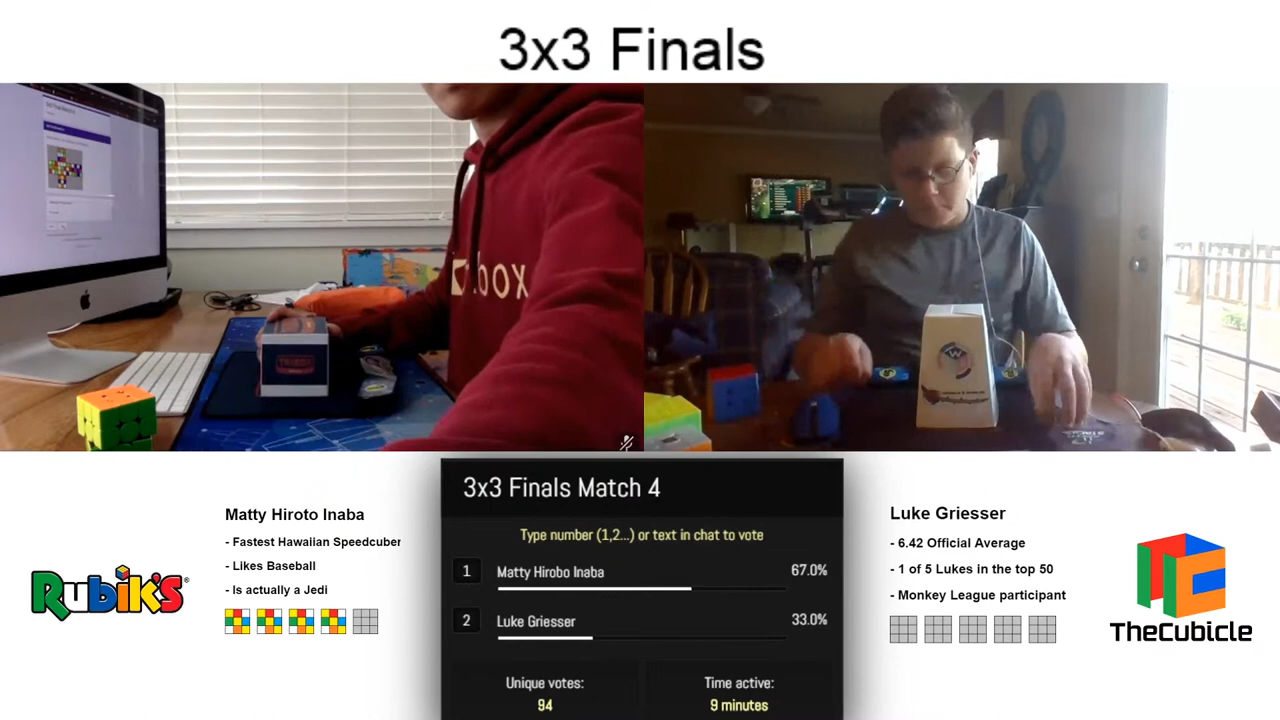 3x3 Finals
BOX
W
3x3 Finals Match 4
Type number (1,2...) or text in chat to vote
1 Matty Hirobo Inaba 67.0%
2 Luke Griesser 33.0%
Unique votes: Time active:
94 9 minutes
Matty Hiroto Inaba
- Fastest Hawaiian Speedcuber
- Likes Baseball
- Is actually a Jedi
RUBIK'S®
Luke Griesser
- 6.42 Official Average
- 1 of 5 Lukes in the top 50
- Monkey League participant
TheCubicle